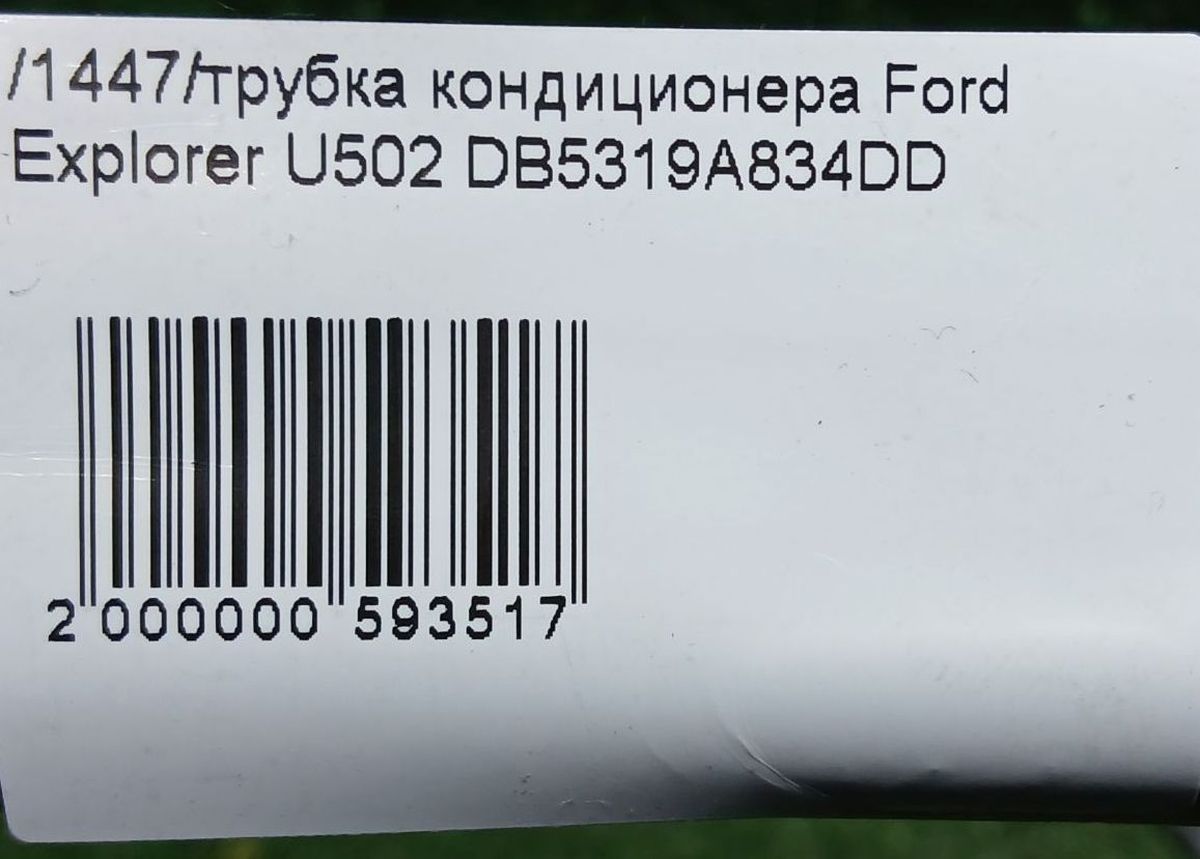 /1447/трубка кондиционера Ford
Explorer U502 DB5319A834DD
2 000000 593517